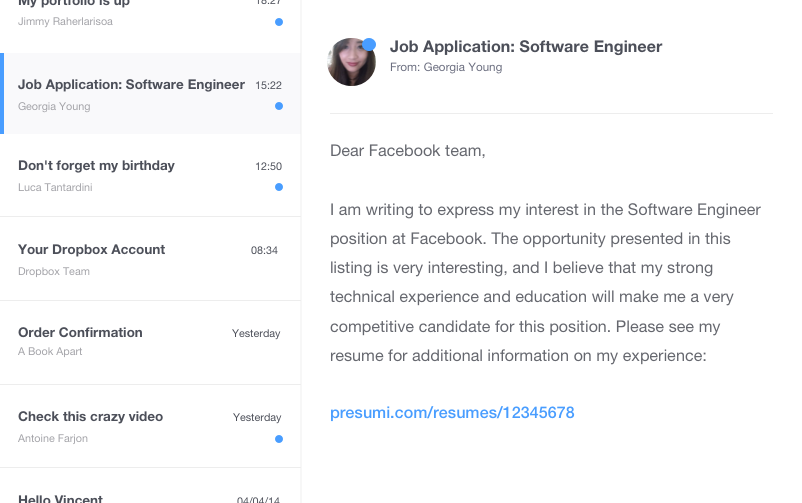 My portfolio is up 18:27
Jimmy Raherlarisoa
Job Application: Software Engineer 15:22
Georgia Young
Don't forget my birthday 12:50
Luca Tantardini
Your Dropbox Account 08:34
Dropbox Team
Order Confirmation Yesterday
A Book Apart
Check this crazy video Yesterday
Antoine Farjon
Hello Vincent 04/04/14
Job Application: Software Engineer
From: Georgia Young
Dear Facebook team,
I am writing to express my interest in the Software Engineer
position at Facebook. The opportunity presented in this
listing is very interesting, and I believe that my strong
technical experience and education will make me a very
competitive candidate for this position. Please see my
resume for additional information on my experience:
presumi.com/resumes/12345678